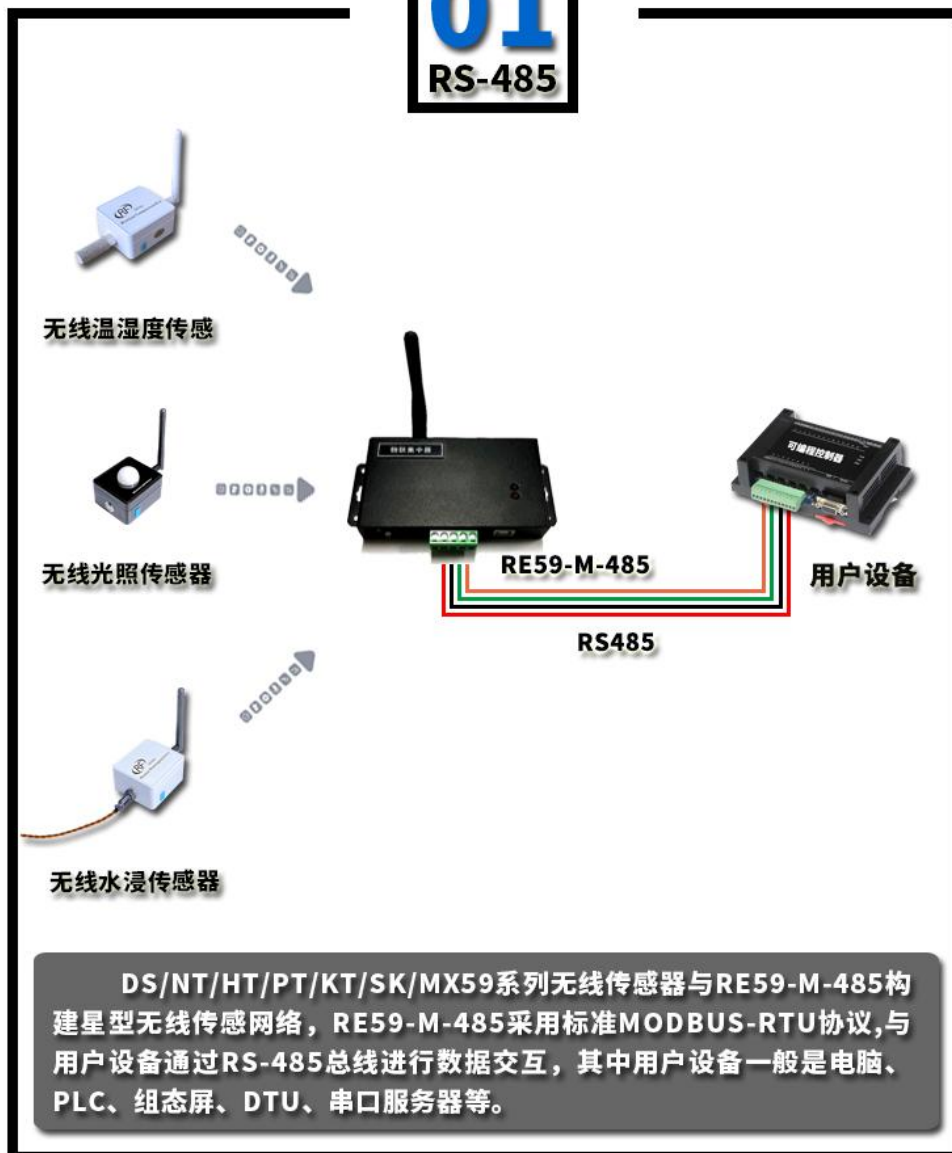 01
RS-485
无线温湿度传感
无线光照传感器
RE59-M-485
可编程控制器
用户设备
RS485
无线水浸传感器
DS/NT/HT/PT/KT/SK/MX59系列无线传感器与RE59-M-485构
建星型无线传感网络，RE59-M-485采用标准MODBUS-RTU协议,与
用户设备通过RS-485总线进行数据交互，其中用户设备一般是电脑、
PLC、组态屏、DTU、串口服务器等。